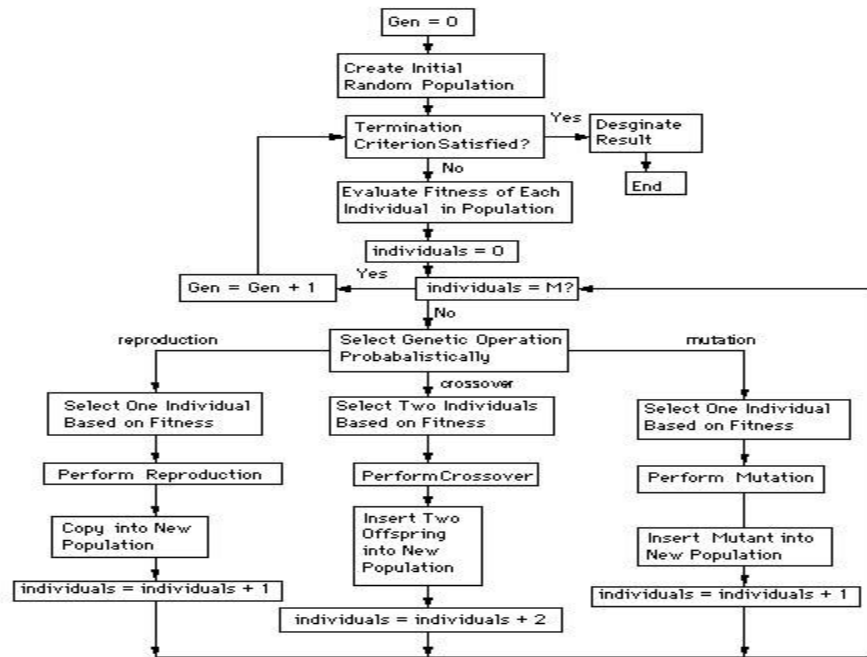 Gen = 0
Create Initial
Random Population
Termination
CriterionSatisfied?
Yes
Desginate
Result
End
No
Evaluate Fitness of Each
Individual in Population
individuals = 0
Yes
Gen = Gen + 1
individuals = M?
No
Select Genetic Operation
Probabalistically
reproduction
crossover
mutation
Select One Individual
Based on Fitness
Perform Reproduction
Copy into New
Population
individuals = individuals + 1
Select Two Individuals
Based on Fitness
PerformCrossover
Insert Two
Offspring
into New
Population
individuals = individuals + 2
Select One Individual
Based on Fitness
Perform Mutation
Insert Mutant into
New Population
individuals = individuals + 1